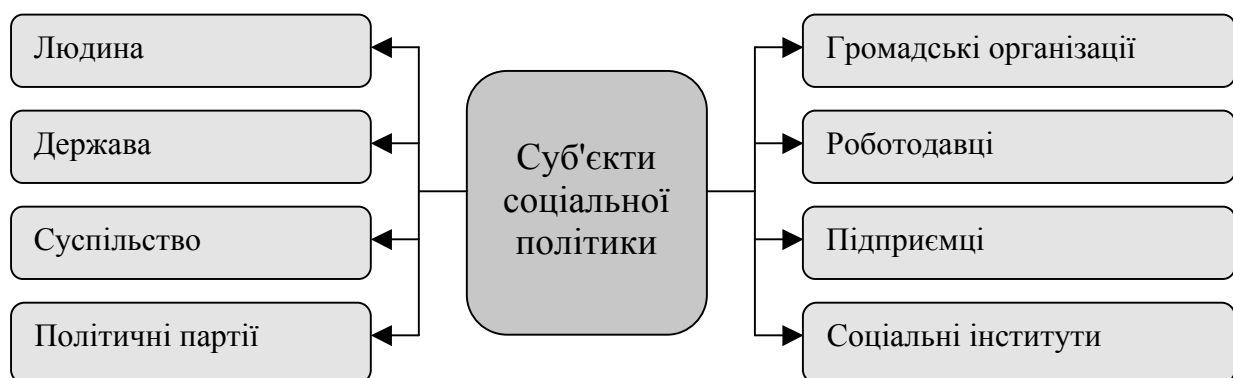 Людина
Держава
Суспільство
Політичні партії
Суб'єкти
соціальної
політики
Громадські організації
Роботодавці
Підприємці
Соціальні інститути